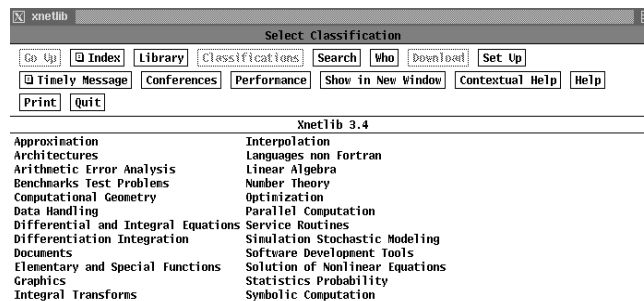 xnetlib
Select Classification
Go Up Index Library Classifications Search Who Download Set Up
Timely Message Conferences Performance Show in New Window Contextual Help Help
Print Quit
Xnetlib 3.4
Approximation Interpolation
Architectures Languages non Fortran
Arithmetic Error Analysis Linear Algebra
Benchmarks Test Problems Number Theory
Computational Geometry Optimization
Data Handling Parallel Computation
Differential and Integral Equations Service Routines
Differentiation Integration Simulation Stochastic Modeling
Documents Software Development Tools
Elementary and Special Functions Solution of Nonlinear Equations
Graphics Statistics Probability
Integral Transforms Symbolic Computation